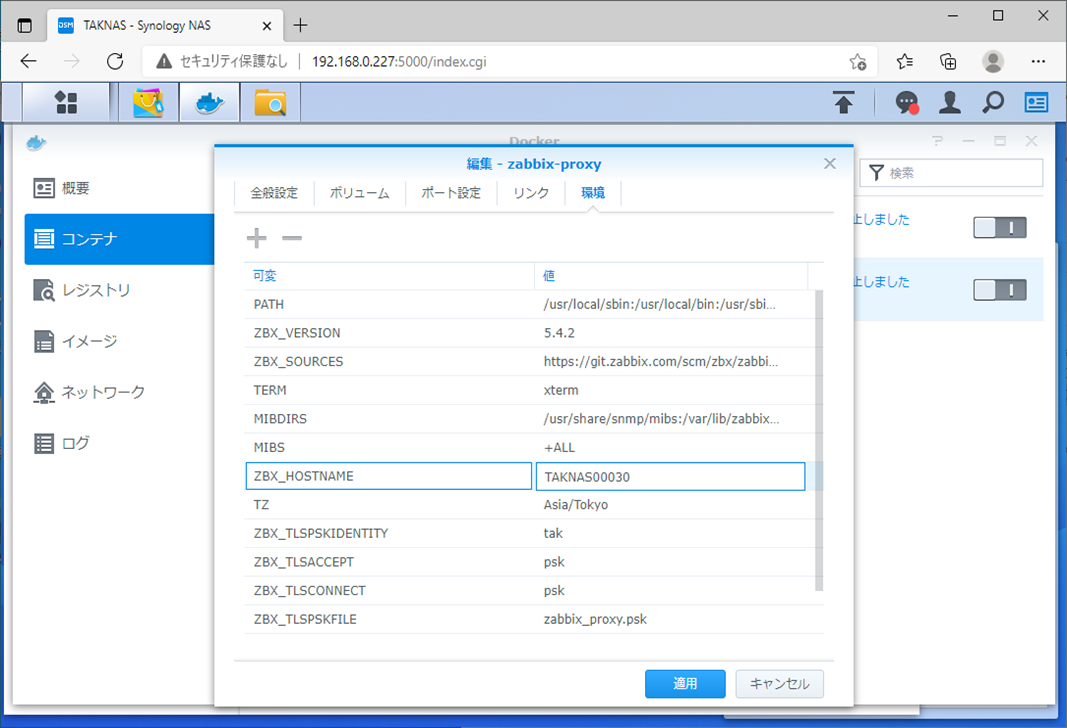 DSM TAKNAS - Synology NAS
セキュリティ保護なし 192.168.0.227:5000/index.cgi
Docker
編集 - zabbix-proxy
検索
概要
コンテナ
レジストリ
イメージ
ネットワーク
ログ
全般設定 ボリューム ポート設定 リンク 環境
可変 値
PATH /usr/local/sbin:/usr/local/bin:/usr/sbi...
ZBX_VERSION 5.4.2
ZBX_SOURCES https://git.zabbix.com/scm/zbx/zabbi...
TERM xterm
MIBDIRS /usr/share/snmp/mibs:/var/lib/zabbix...
MIBS +ALL
ZBX_HOSTNAME TAKNAS00030
TZ Asia/Tokyo
ZBX_TLSPSKIDENTITY tak
ZBX_TLSACCEPT psk
ZBX_TLSCONNECT psk
ZBX_TLSPSKFILE zabbix_proxy.psk
止しました
止しました
適用 キャンセル